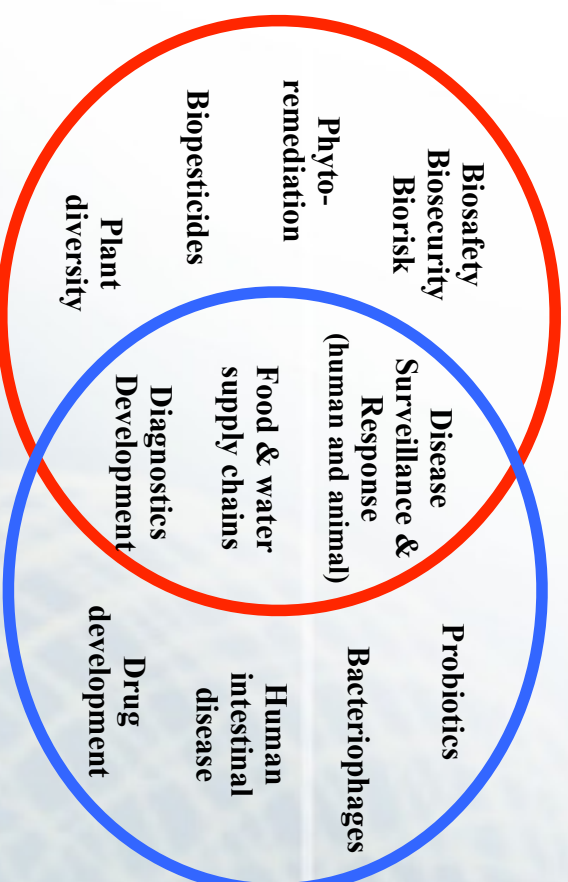 Biosafety
Biosecurity
Biorisk
Phyto-
remediation
Biopesticides
Plant
diversity
Disease
Surveillance &
Response
(human and animal)
Food & water
supply chains
Diagnostics
Development
Probiotics
Bacteriophages
Human
intestinal
disease
Drug
development